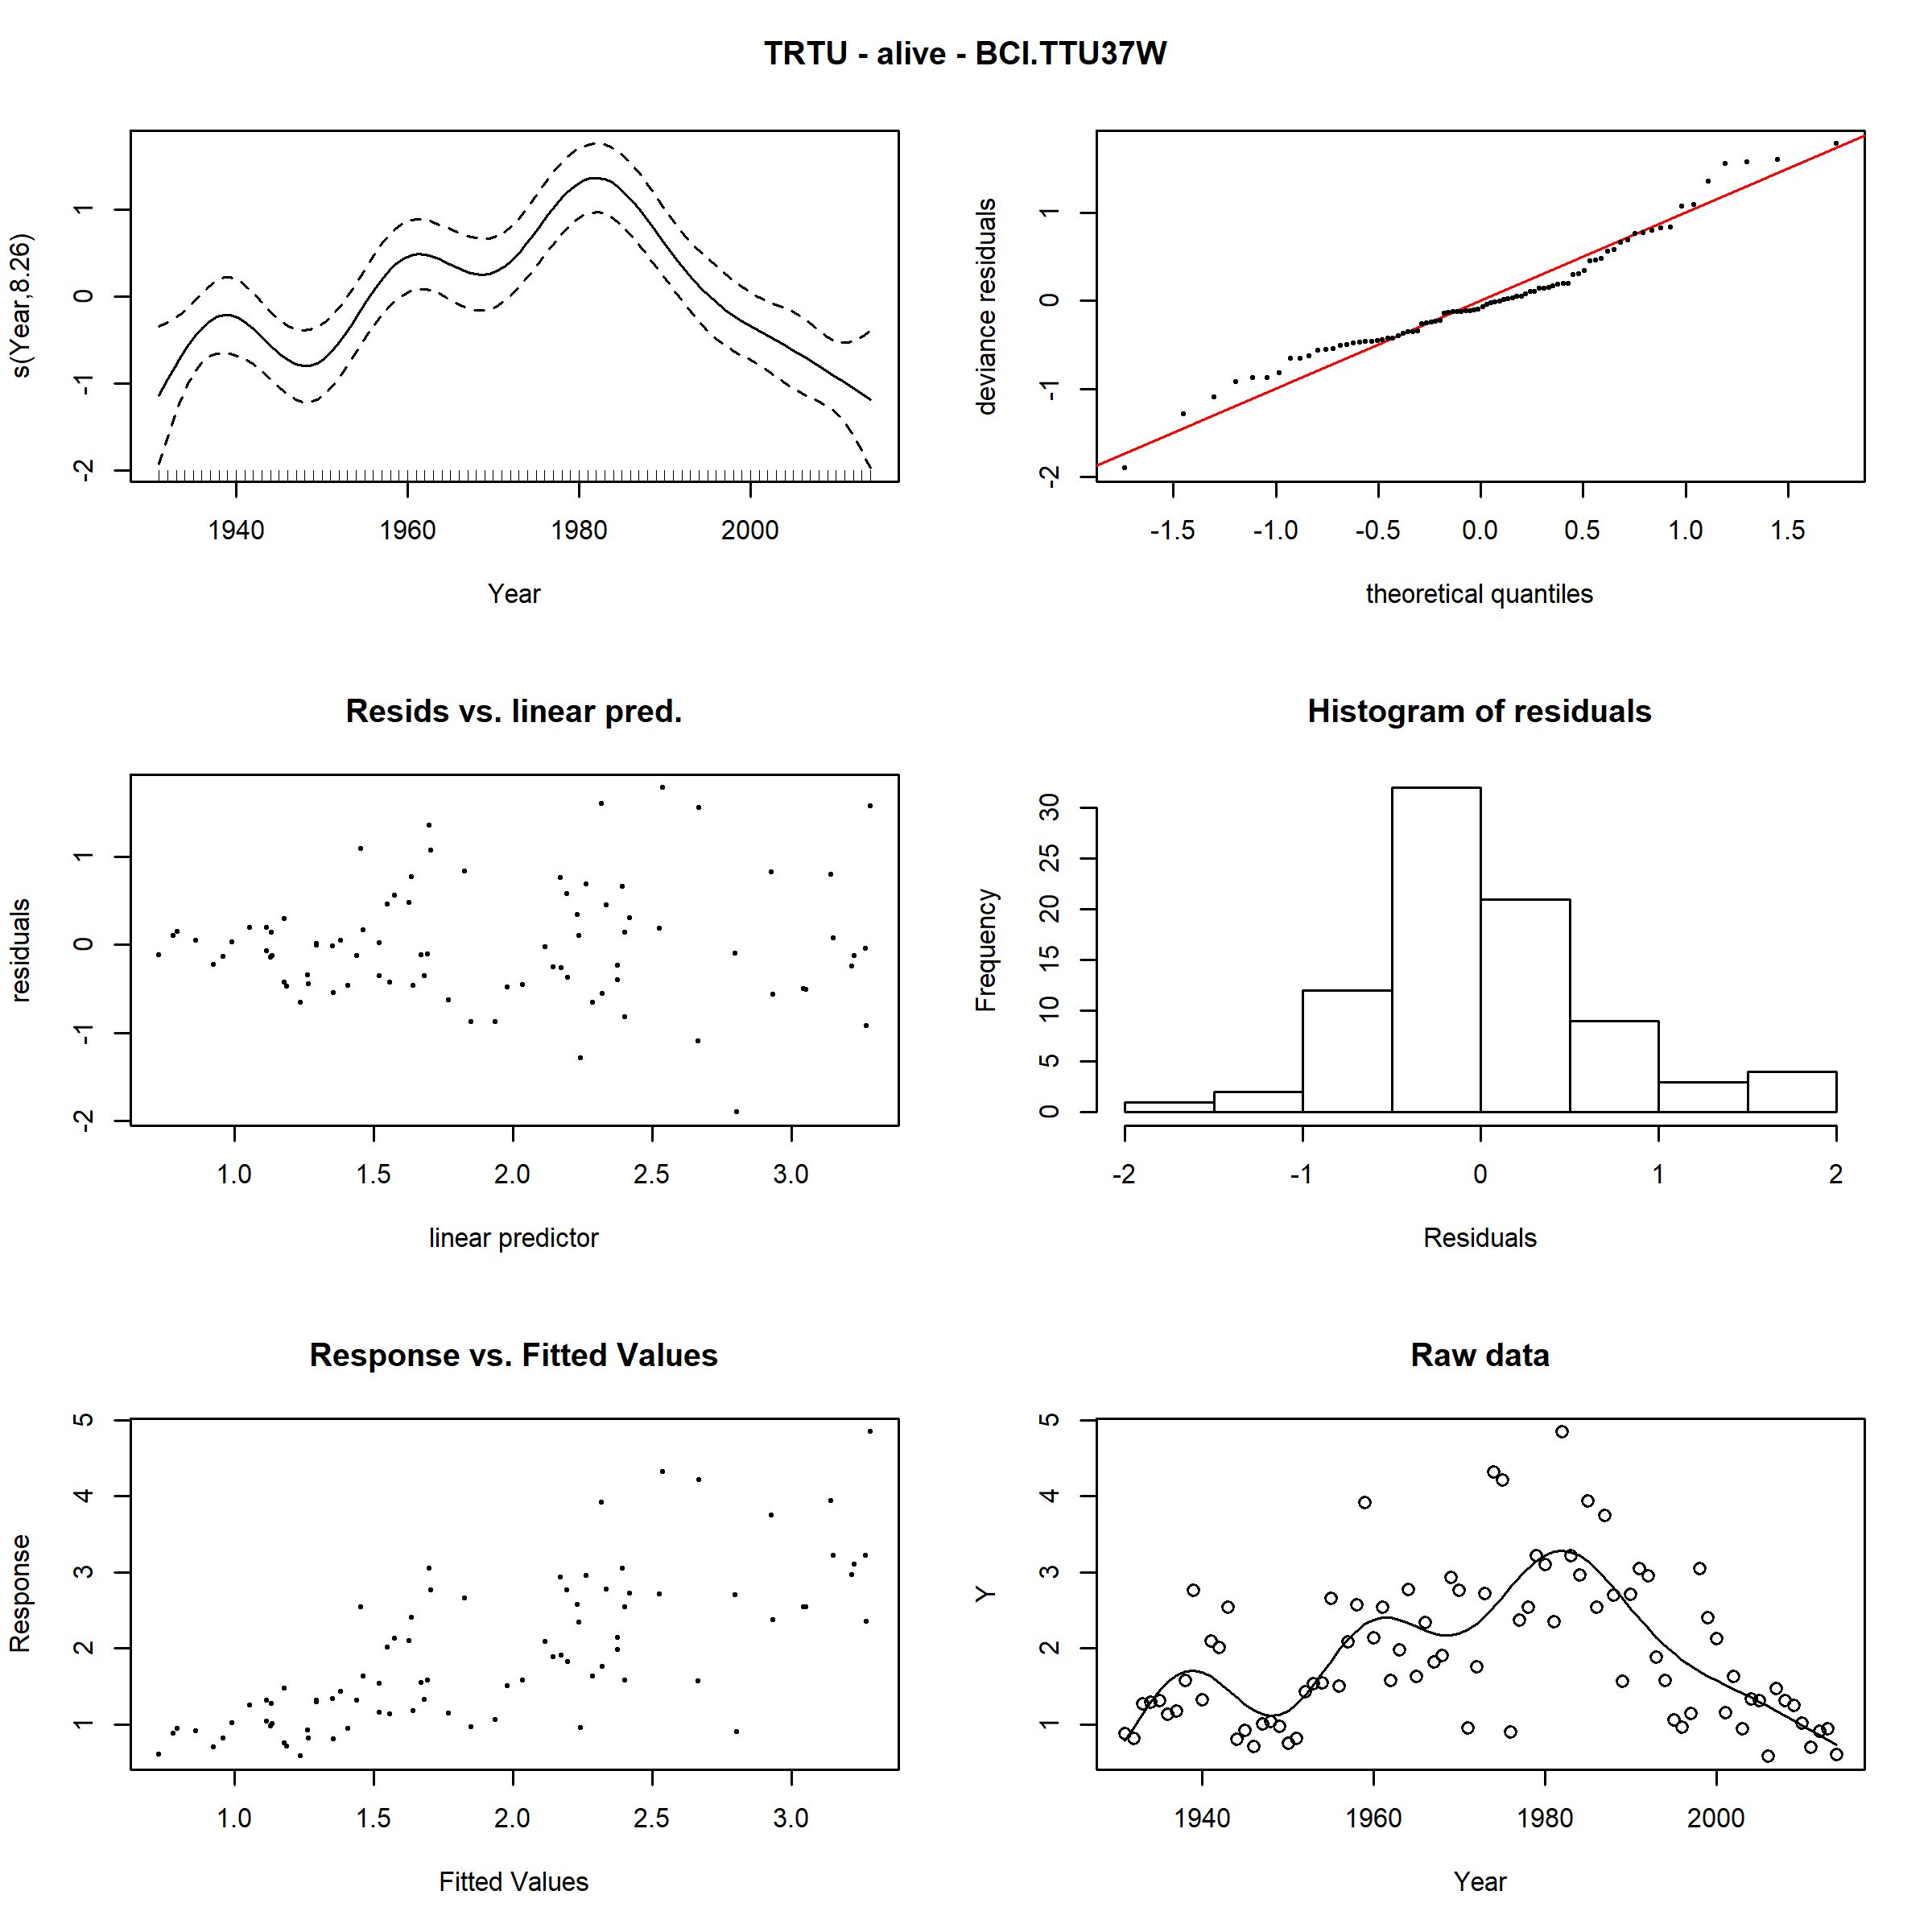 TRTU - alive - BCI.TTU37W
s(Year,8.26)
-2 -1 0 1
1940 1960 1980 2000
Year
deviance residuals
-2 -1 0 1
-1.5 -1.0 -0.5 0.0 0.5 1.0 1.5
theoretical quantiles
Resids vs. linear pred.
residuals
-2 -1 0 1
1.0 1.5 2.0 2.5 3.0
linear predictor
Histogram of residuals
Frequency
0 5 10 15 20 25 30
-2 -1 0 1 2
Residuals
Response vs. Fitted Values
Response
1 2 3 4 5
1.0 1.5 2.0 2.5 3.0
Fitted Values
Raw data
Y
1 2 3 4 5
1940 1960 1980 2000
Year